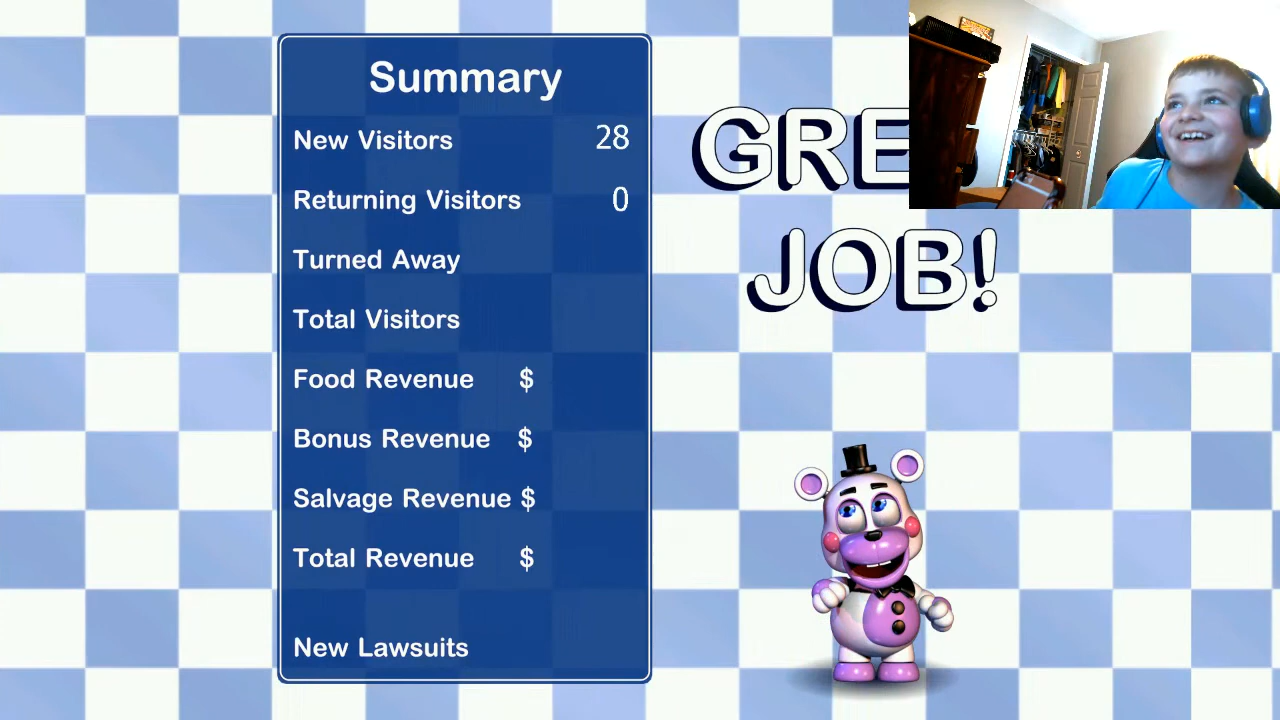 Summary
New Visitors 28
Returning Visitors 0
Turned Away
Total Visitors
Food Revenue $
Bonus Revenue $
Salvage Revenue $
Total Revenue $
New Lawsuits
GRE
JOB!